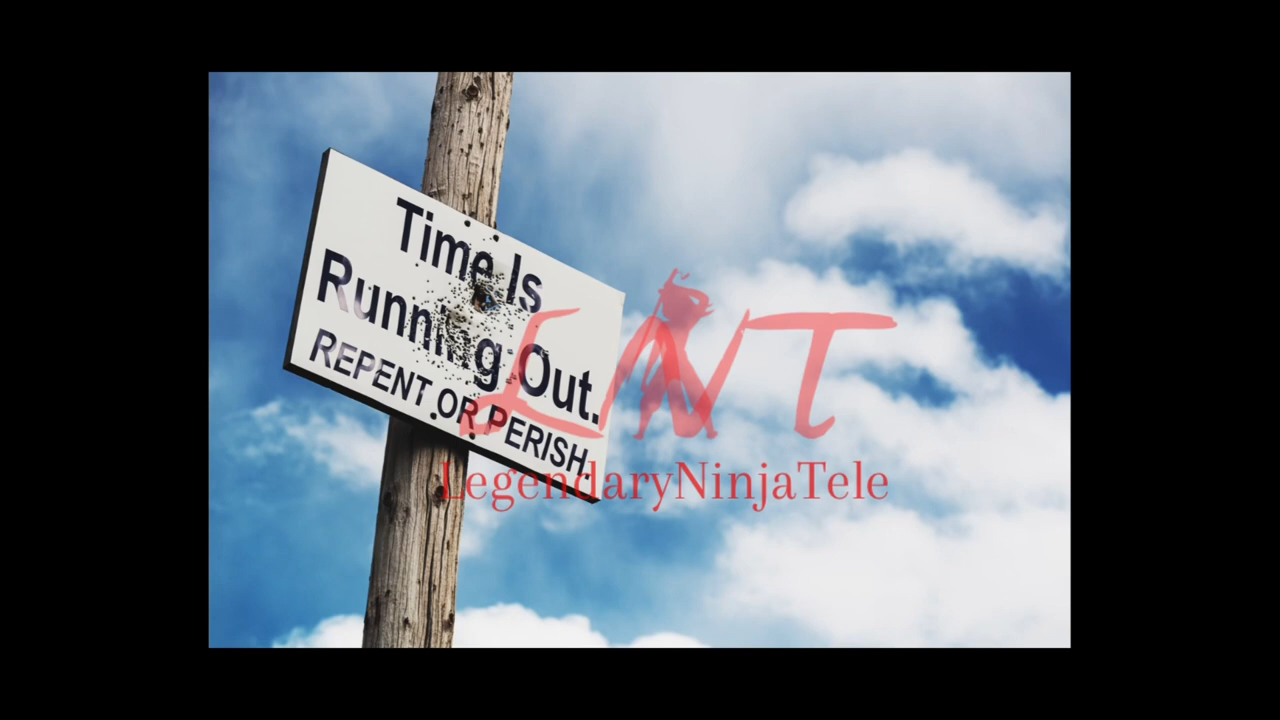 Time Is
Running Out.
REPENT OR PERISH.
LNT
LegendaryNinjaTele